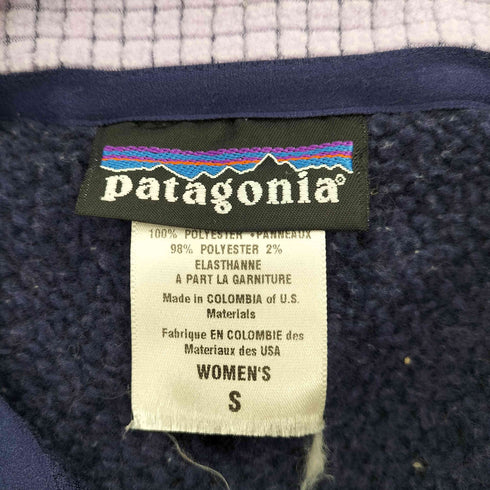 patagonia®
100% POLYESTER •PANNEAUX
98% POLYESTER 2%
ELASTHANNE
A PART LA GARNITURE
Made in COLOMBIA of U.S.
Materials
Fabrique EN COLOMBIE des
Materiaux des USA
WOMEN'S
S